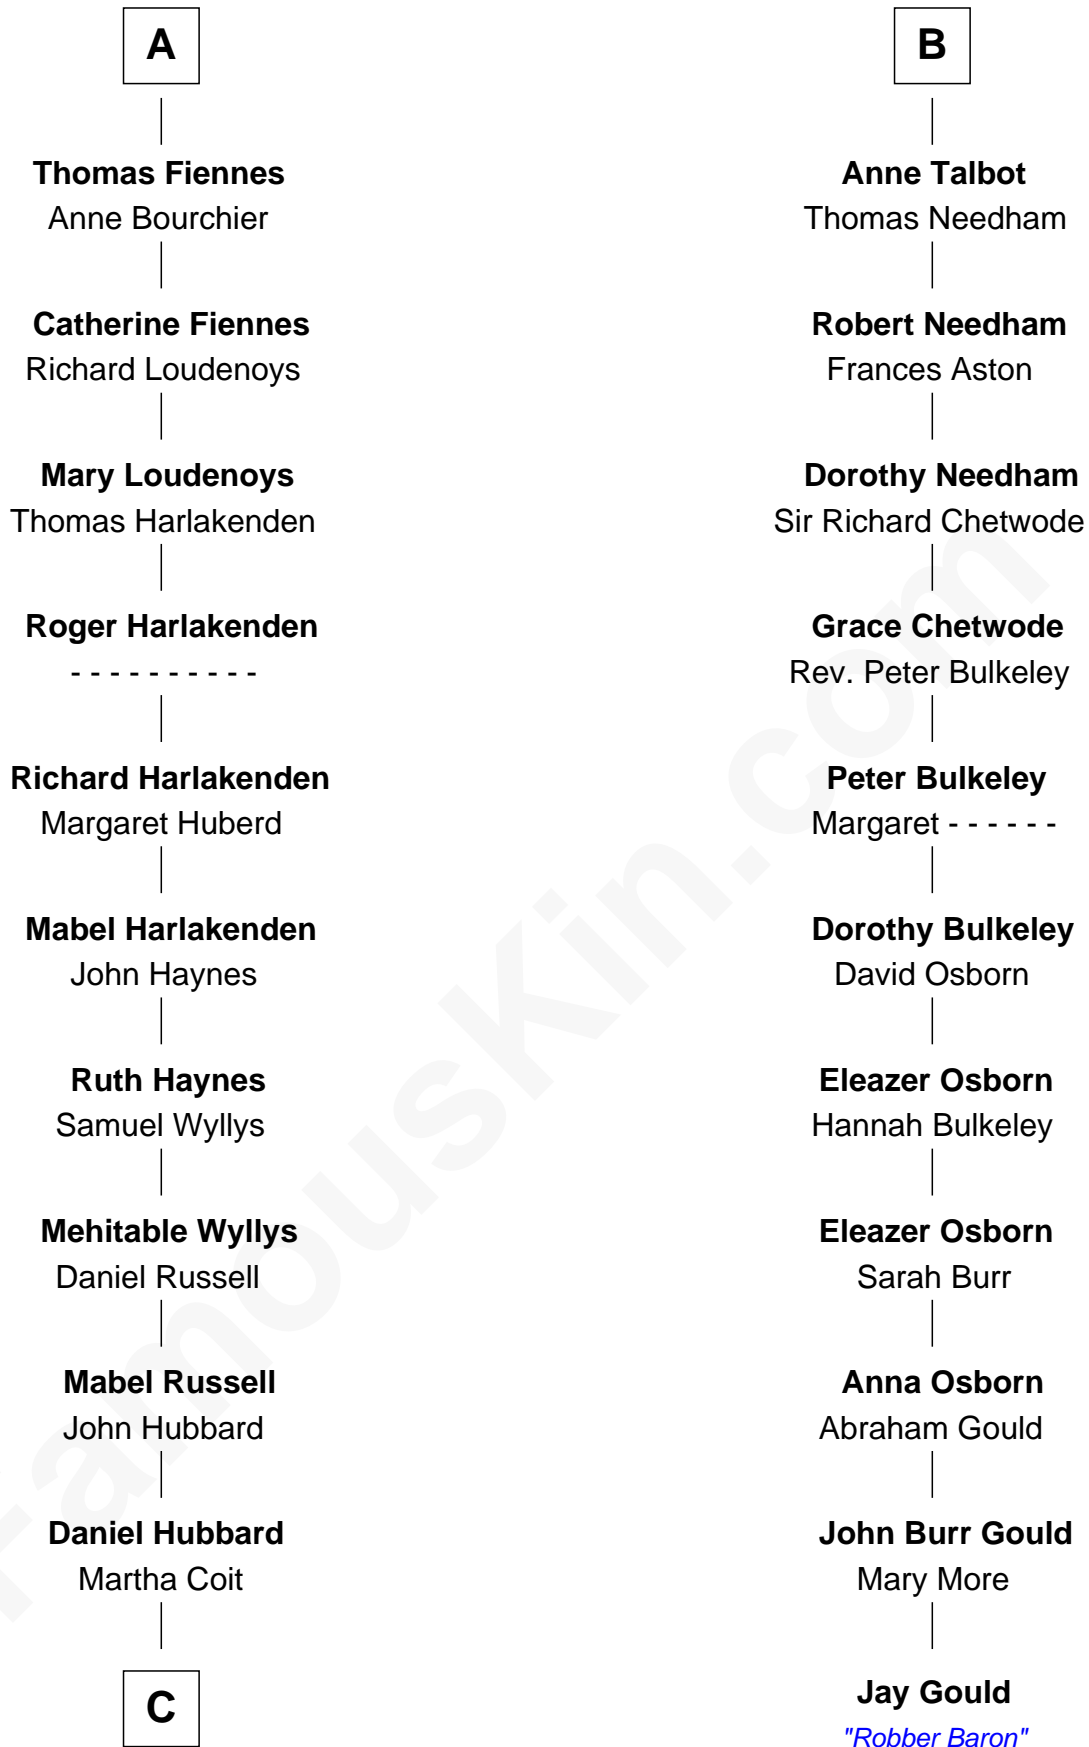 A
Thomas Fiennes
Anne Bourchier
Catherine Fiennes
Richard Loudenoys
Mary Loudenoys
Thomas Harlakenden
Roger Harlakenden
- - - - - - - - - -
Richard Harlakenden
Margaret Huberd
Mabel Harlakenden
John Haynes
Ruth Haynes
Samuel Wyllys
Mehitable Wyllys
Daniel Russell
Mabel Russell
John Hubbard
Daniel Hubbard
Martha Coit
C
B
Anne Talbot
Thomas Needham
Robert Needham
Frances Aston
Dorothy Needham
Sir Richard Chetwode
Grace Chetwode
Rev. Peter Bulkeley
Peter Bulkeley
Margaret - - - - - -
Dorothy Bulkeley
David Osborn
Eleazer Osborn
Hannah Bulkeley
Eleazer Osborn
Sarah Burr
Anna Osborn
Abraham Gould
John Burr Gould
Mary More
Jay Gould
"Robber Baron"
FamousKin.com